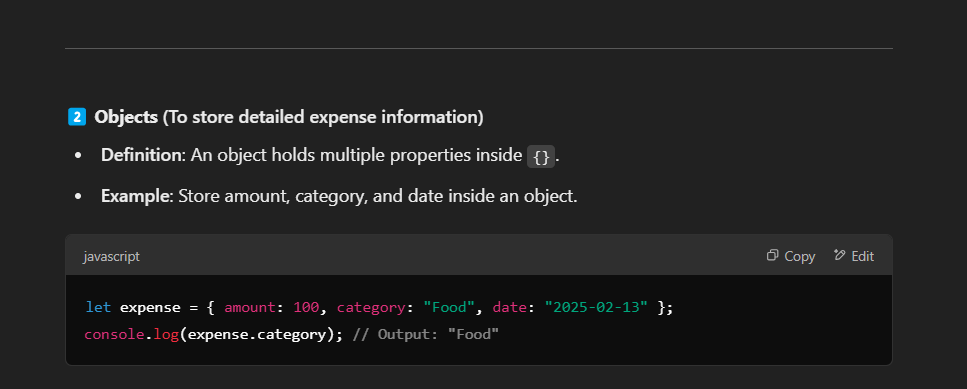 2 Objects (To store detailed expense information)
• Definition: An object holds multiple properties inside {}.
• Example: Store amount, category, and date inside an object.
javascript Copy Edit
let expense = { amount: 100, category: "Food", date: "2025-02-13" };
console.log(expense.category); // Output: "Food"